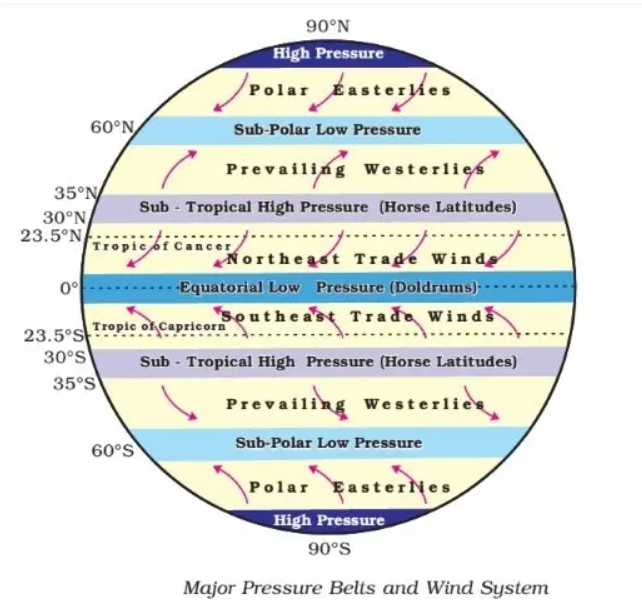 90°N
High Pressure
Polar Easterlies
60°N
Sub-Polar Low Pressure
Prevailing Westerlies
35°N
Sub - Tropical High Pressure (Horse Latitudes)
30°N
23.5°N
Tropic of Cancer
Northeast Trade Winds
0°
Equatorial Low Pressure (Doldrums)
Southeast Trade Winds
Tropic of Capricorn
23.5°S
30°S
Sub - Tropical High Pressure (Horse Latitudes)
35°S
Prevailing Westerlies
60°S
Sub-Polar Low Pressure
Polar Easterlies
High Pressure
90°S
Major Pressure Belts and Wind System